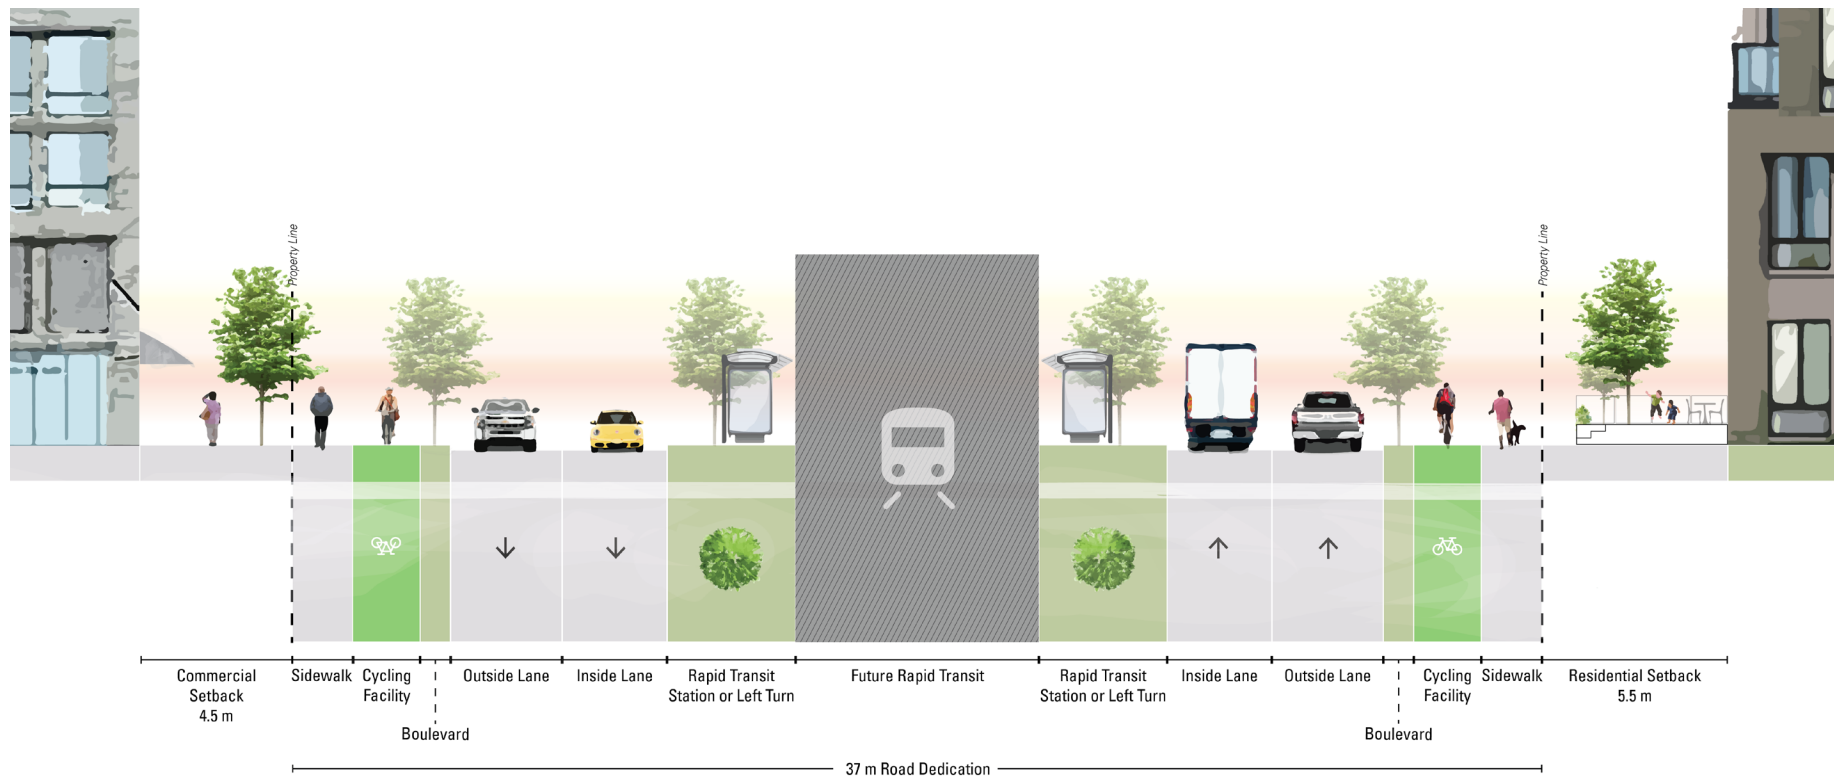 Property Line
Property Line
Commercial
Setback
4.5 m
Sidewalk
Cycling
Facility
Boulevard
Outside Lane
Inside Lane
Rapid Transit
Station or Left Turn
Future Rapid Transit
Rapid Transit
Station or Left Turn
Inside Lane
Outside Lane
Boulevard
Cycling
Facility
Sidewalk
Residential Setback
5.5 m
37 m Road Dedication